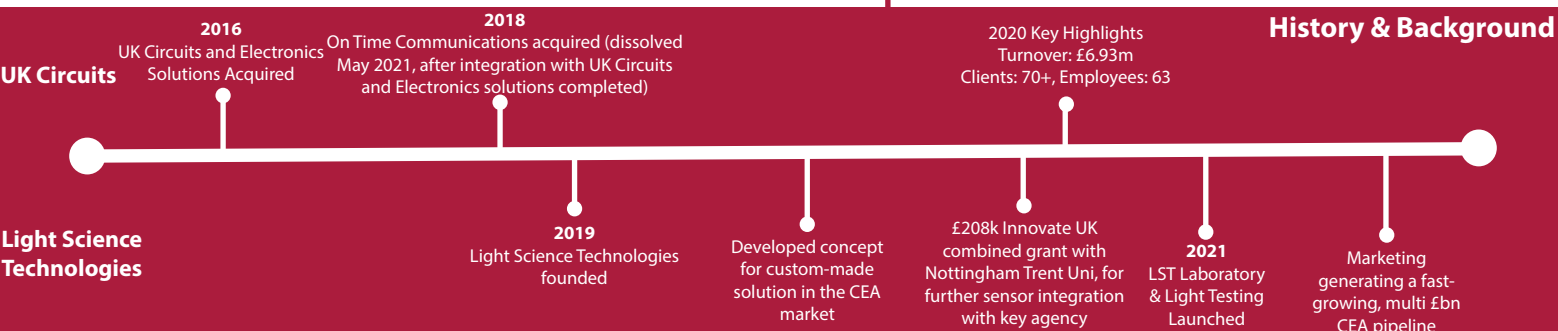 History & Background
UK Circuits
2016
UK Circuits and Electronics
Solutions Acquired
2018
On Time Communications acquired (dissolved
May 2021, after integration with UK Circuits
and Electronics solutions completed)
2020 Key Highlights
Turnover: £6.93m
Clients: 70+, Employees: 63
Light Science
Technologies
2019
Light Science Technologies
founded
Developed concept
for custom-made
solution in the CEA
market
£208k Innovate UK
combined grant with
Nottingham Trent Uni, for
further sensor integration
with key agency
2021
LST Laboratory
& Light Testing
Launched
Marketing
generating a fast-
growing, multi £bn
CEA pipeline